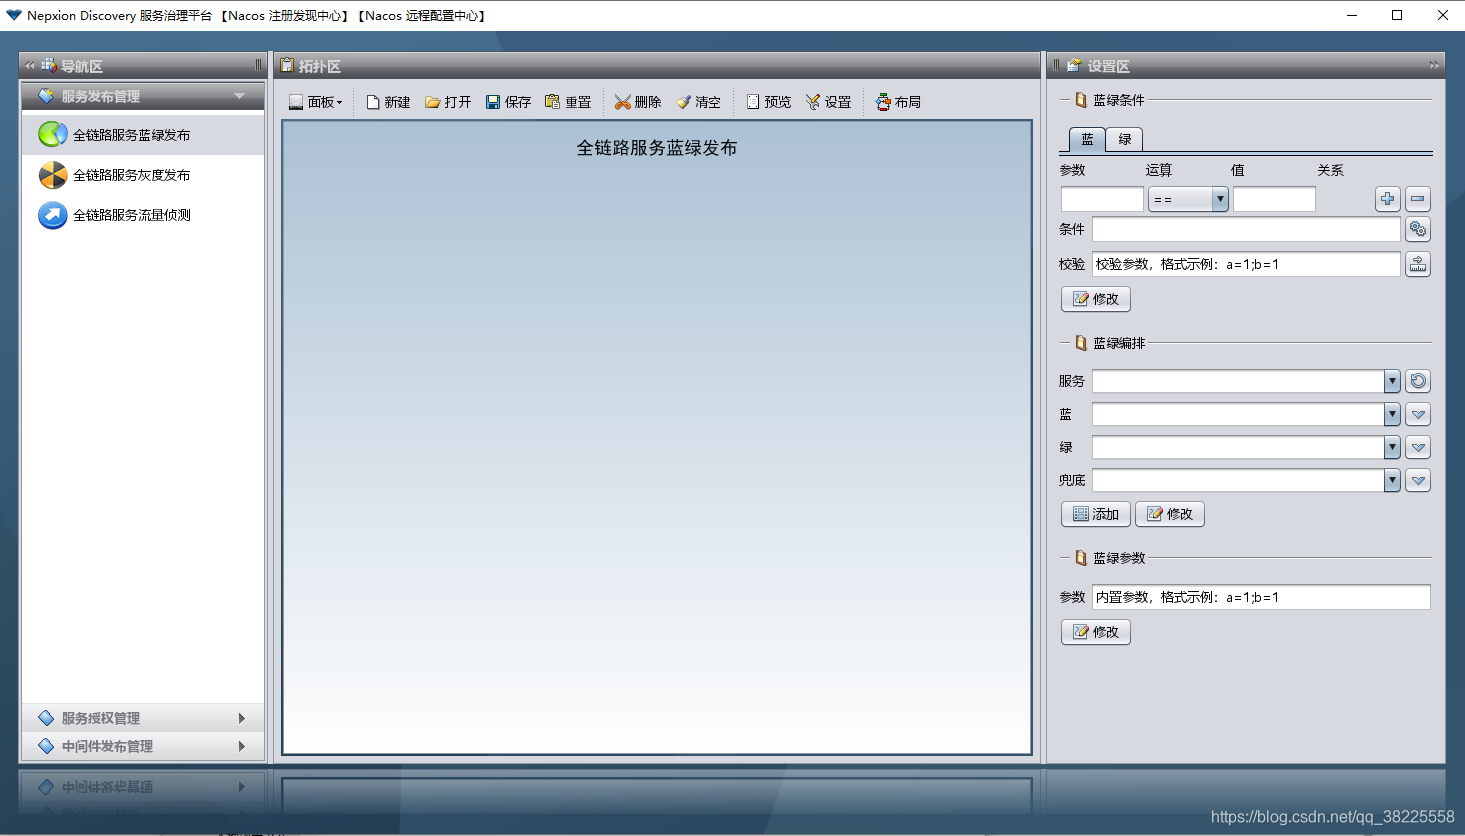 Nepxion Discovery 服务治理平台 【Nacos 注册发现中心】【Nacos 远程配置中心】
导航区
服务发布管理
全链路服务蓝绿发布
全链路服务灰度发布
全链路服务流量侦测
服务授权管理
中间件发布管理
拓扑区
面板 新建 打开 保存 重置 删除 清空 预览 设置 布局
全链路服务蓝绿发布
设置区
蓝绿条件
蓝 绿
参数 运算 值 关系
==
条件
校验 校验参数，格式示例：a=1;b=1
修改
蓝绿编排
服务
蓝
绿
兜底
添加 修改
蓝绿参数
参数 内置参数，格式示例：a=1;b=1
修改
中间件发布管理
https://blog.csdn.net/qq_38225558